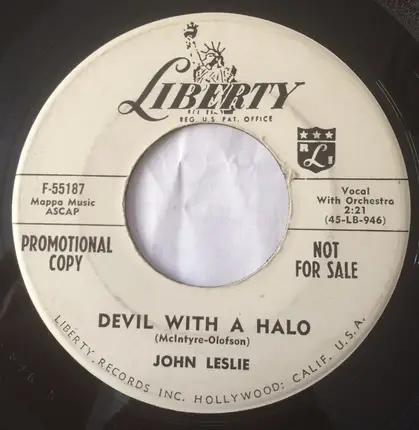 LIBERTY
REG. U.S. PAT. OFFICE
F-55187
Mappa Music
ASCAP
PROMOTIONAL
COPY
L
Vocal
With Orchestra
2:21
(45-LB-946)
NOT
FOR SALE
DEVIL WITH A HALO
(McIntyre-Olofson)
JOHN LESLIE
LIBERTY RECORDS INC. HOLLYWOOD, CALIF. U.S.A.